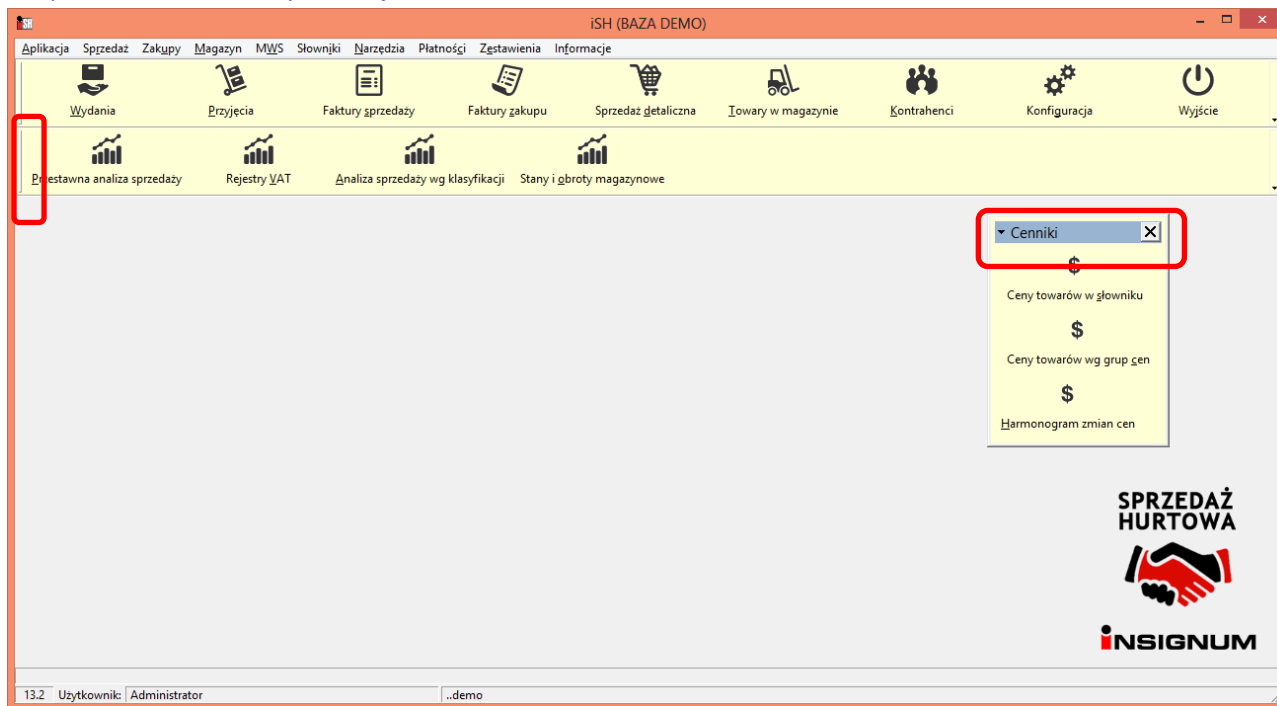 iSH (BAZA DEMO)
Aplikacja Sprzedaż Zakupy Magazyn MWS Słowniki Narzędzia Płatności Zestawienia Informacje
Wydania Przyjęcia Faktury sprzedaży Faktury zakupu Sprzedaż detaliczna Towary w magazynie Kontrahenci Konfiguracja Wyjście
Przestawna analiza sprzedaży Rejestry VAT Analiza sprzedaży wg klasyfikacji Stany i obroty magazynowe
Cenniki
$
Ceny towarów w słowniku
$
Ceny towarów wg grup cen
$
Harmonogram zmian cen
SPRZEDAŻ
HURTOWA
iNSIGNUM
13.2 Użytkownik: Administrator ..demo